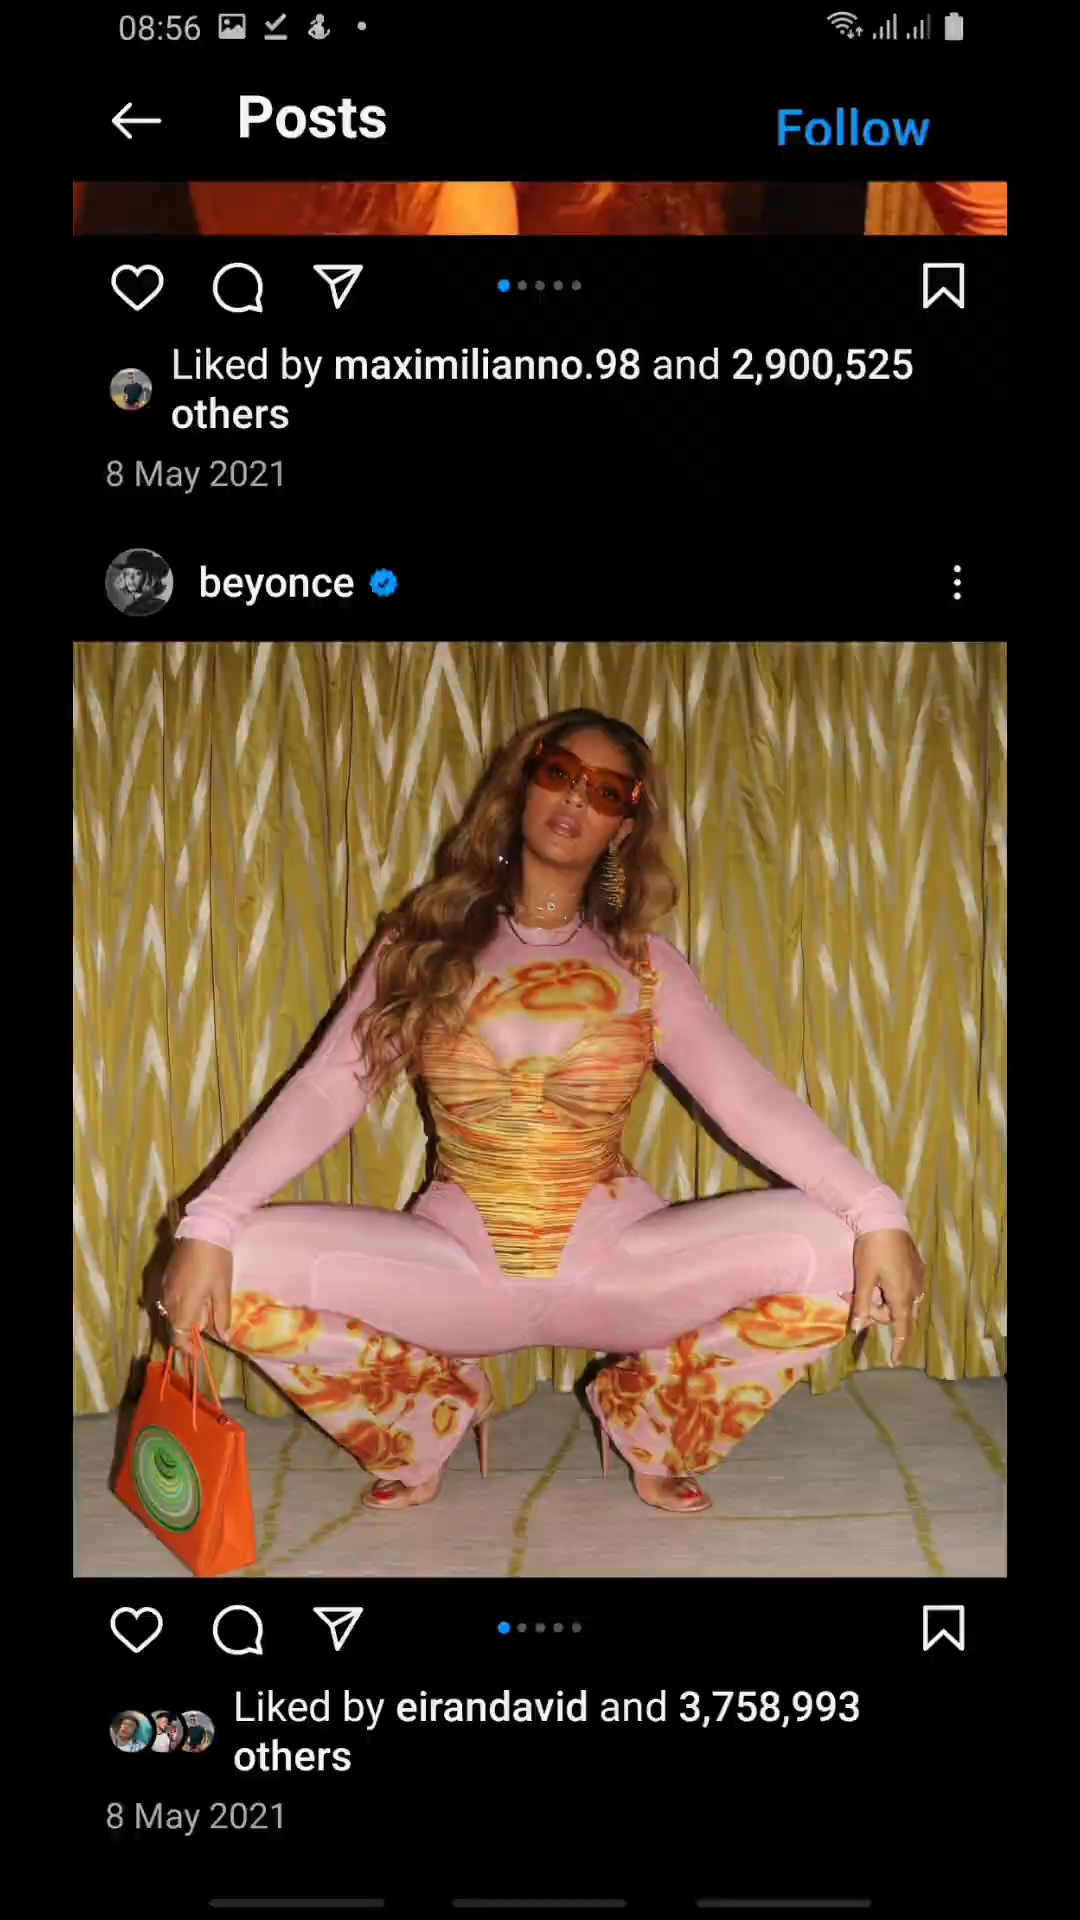 08:56
Posts
Follow
Liked by maximilianno.98 and 2,900,525
others
8 May 2021
beyonce
Liked by eirandavid and 3,758,993
others
8 May 2021